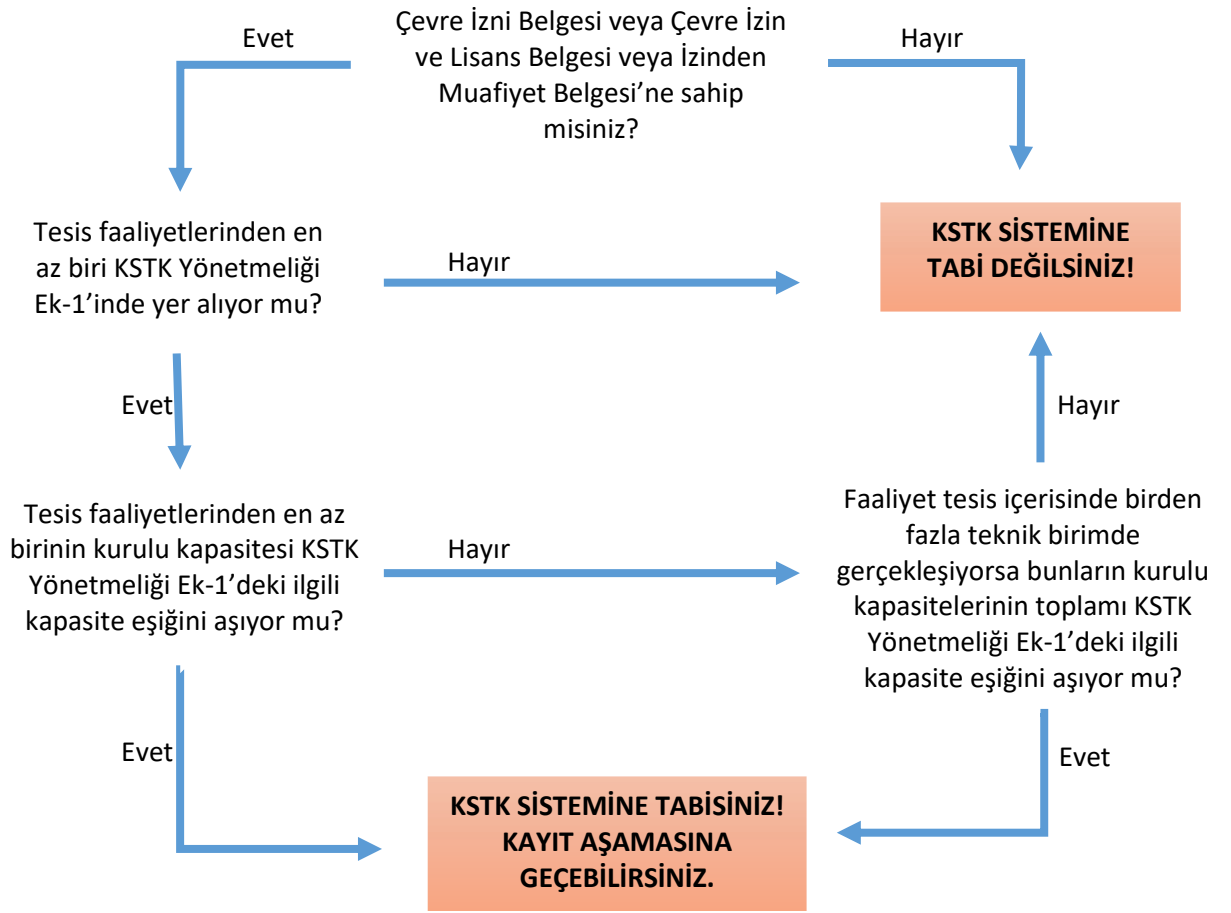 Çevre İzni Belgesi veya Çevre İzin
ve Lisans Belgesi veya İzinden
Muafiyet Belgesi’ne sahip
misiniz?
Evet
Hayır
Tesis faaliyetlerinden en
az biri KSTK Yönetmeliği
Ek-1’inde yer alıyor mu?
Hayır
KSTK SİSTEMİNE
TABİ DEĞİLSİNİZ!
Evet
Hayır
Tesis faaliyetlerinden en az
birinin kurulu kapasitesi KSTK
Yönetmeliği Ek-1’deki ilgili
kapasite eşiğini aşıyor mu?
Hayır
Faaliyet tesis içerisinde birden
fazla teknik birimde
gerçekleşiyorsa bunların kurulu
kapasitelerinin toplamı KSTK
Yönetmeliği Ek-1’deki ilgili
kapasite eşiğini aşıyor mu?
Evet
Evet
KSTK SİSTEMİNE TABİSİNİZ!
KAYIT AŞAMASINA
GEÇEBİLİRSİNİZ.